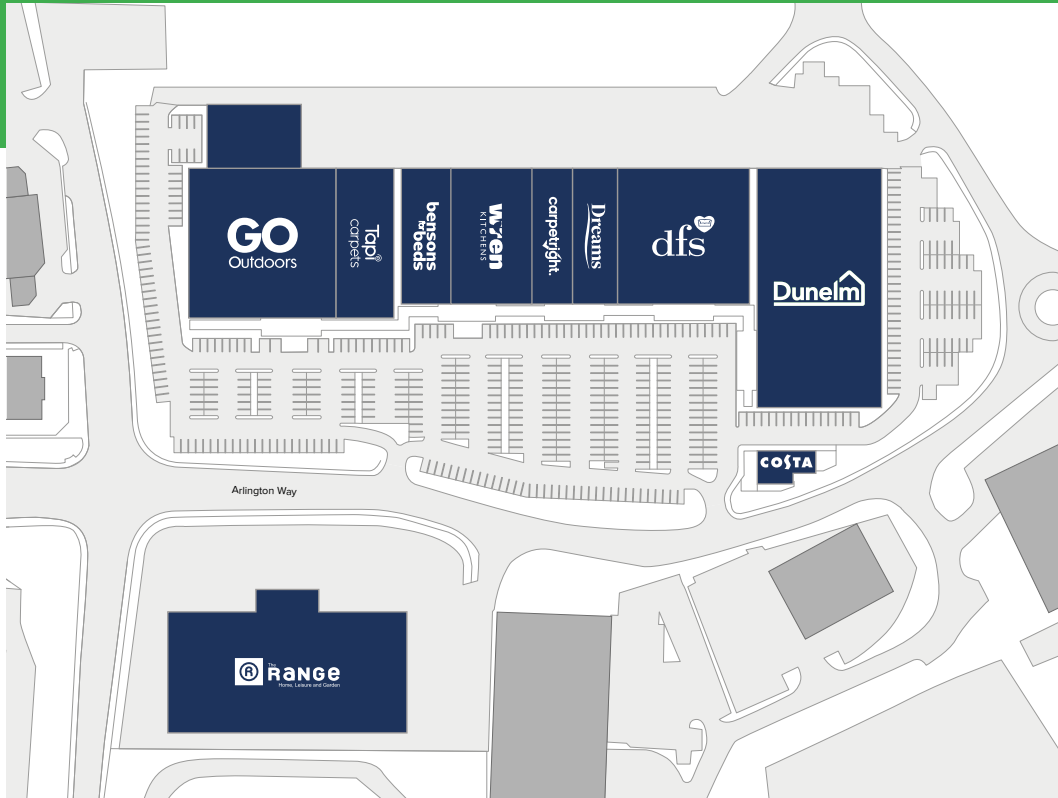 GO
Outdoors
Tapi
carpets
bensons
for
beds
wren
KITCHENS
carpetright.
Dreams
dfs
Dunelm
COSTA
Arlington Way
R
The
RANGE
Home, Leisure and Garden